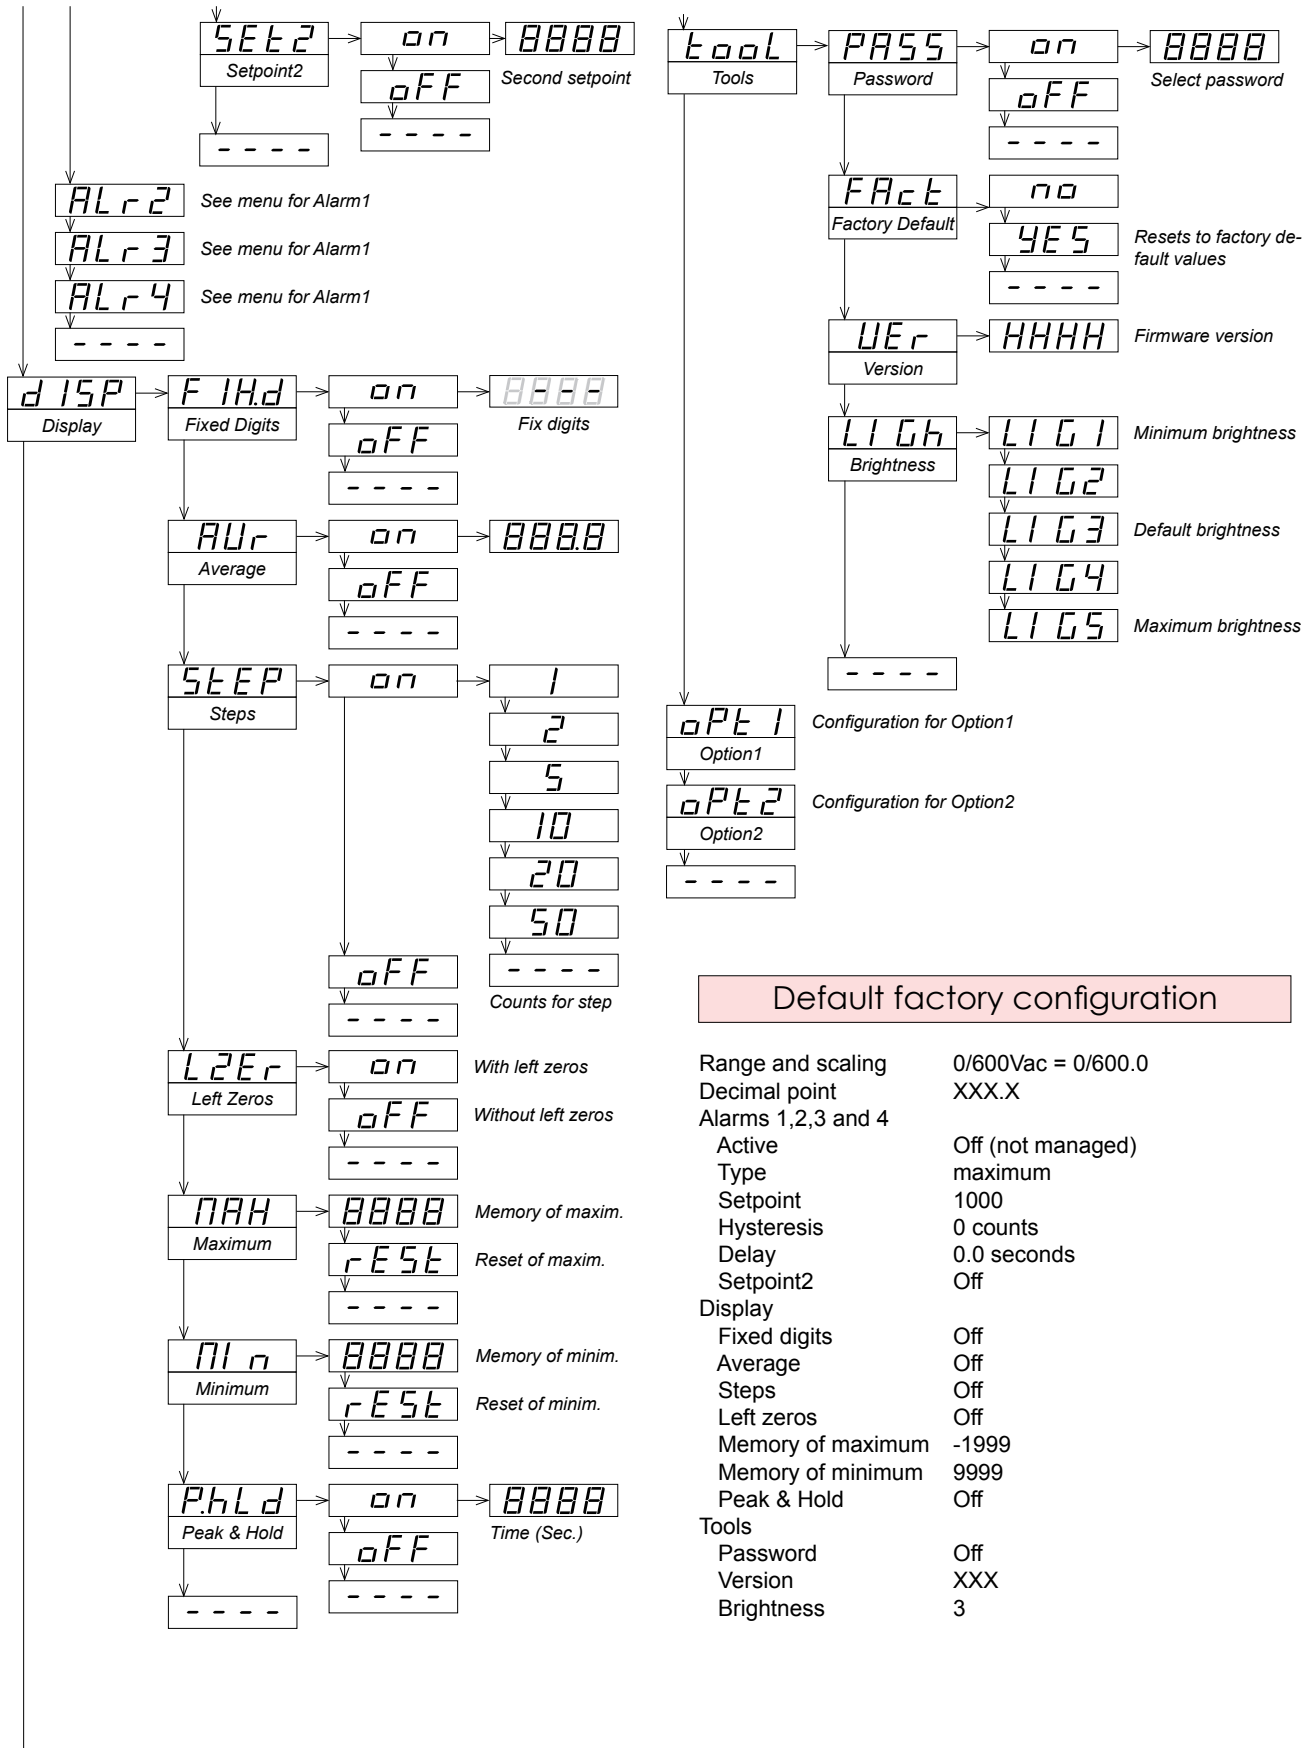 SEt2
Setpoint2
on
oFF
- - - -
8888
Second setpoint
- - - -
ALr2
See menu for Alarm1
ALr3
See menu for Alarm1
ALr4
See menu for Alarm1
- - - -
dISP
Display
FIH.d
Fixed Digits
on
oFF
- - - -
8888
Fix digits
AVr
Average
on
oFF
- - - -
888.8
StEP
Steps
on
1
2
5
10
20
50
- - - -
Counts for step
oFF
- - - -
L2Er
Left Zeros
on
With left zeros
oFF
Without left zeros
- - - -
MAH
Maximum
8888
Memory of maxim.
rESt
Reset of maxim.
- - - -
MIn
Minimum
8888
Memory of minim.
rESt
Reset of minim.
- - - -
P.hLd
Peak & Hold
on
oFF
- - - -
8888
Time (Sec.)
- - - -
tooL
Tools
PASS
Password
on
oFF
- - - -
8888
Select password
FAct
Factory Default
no
YES
- - - -
Resets to factory de-
fault values
VEr
Version
HHHH
Firmware version
LIGh
Brightness
LIG1
Minimum brightness
LIG2
LIG3
Default brightness
LIG4
LIG5
Maximum brightness
- - - -
oPt1
Option1
Configuration for Option1
oPt2
Option2
Configuration for Option2
- - - -
Default factory configuration
Range and scaling 0/600Vac = 0/600.0
Decimal point XXX.X
Alarms 1,2,3 and 4
Active Off (not managed)
Type maximum
Setpoint 1000
Hysteresis 0 counts
Delay 0.0 seconds
Setpoint2 Off
Display
Fixed digits Off
Average Off
Steps Off
Left zeros Off
Memory of maximum -1999
Memory of minimum 9999
Peak & Hold Off
Tools
Password Off
Version XXX
Brightness 3